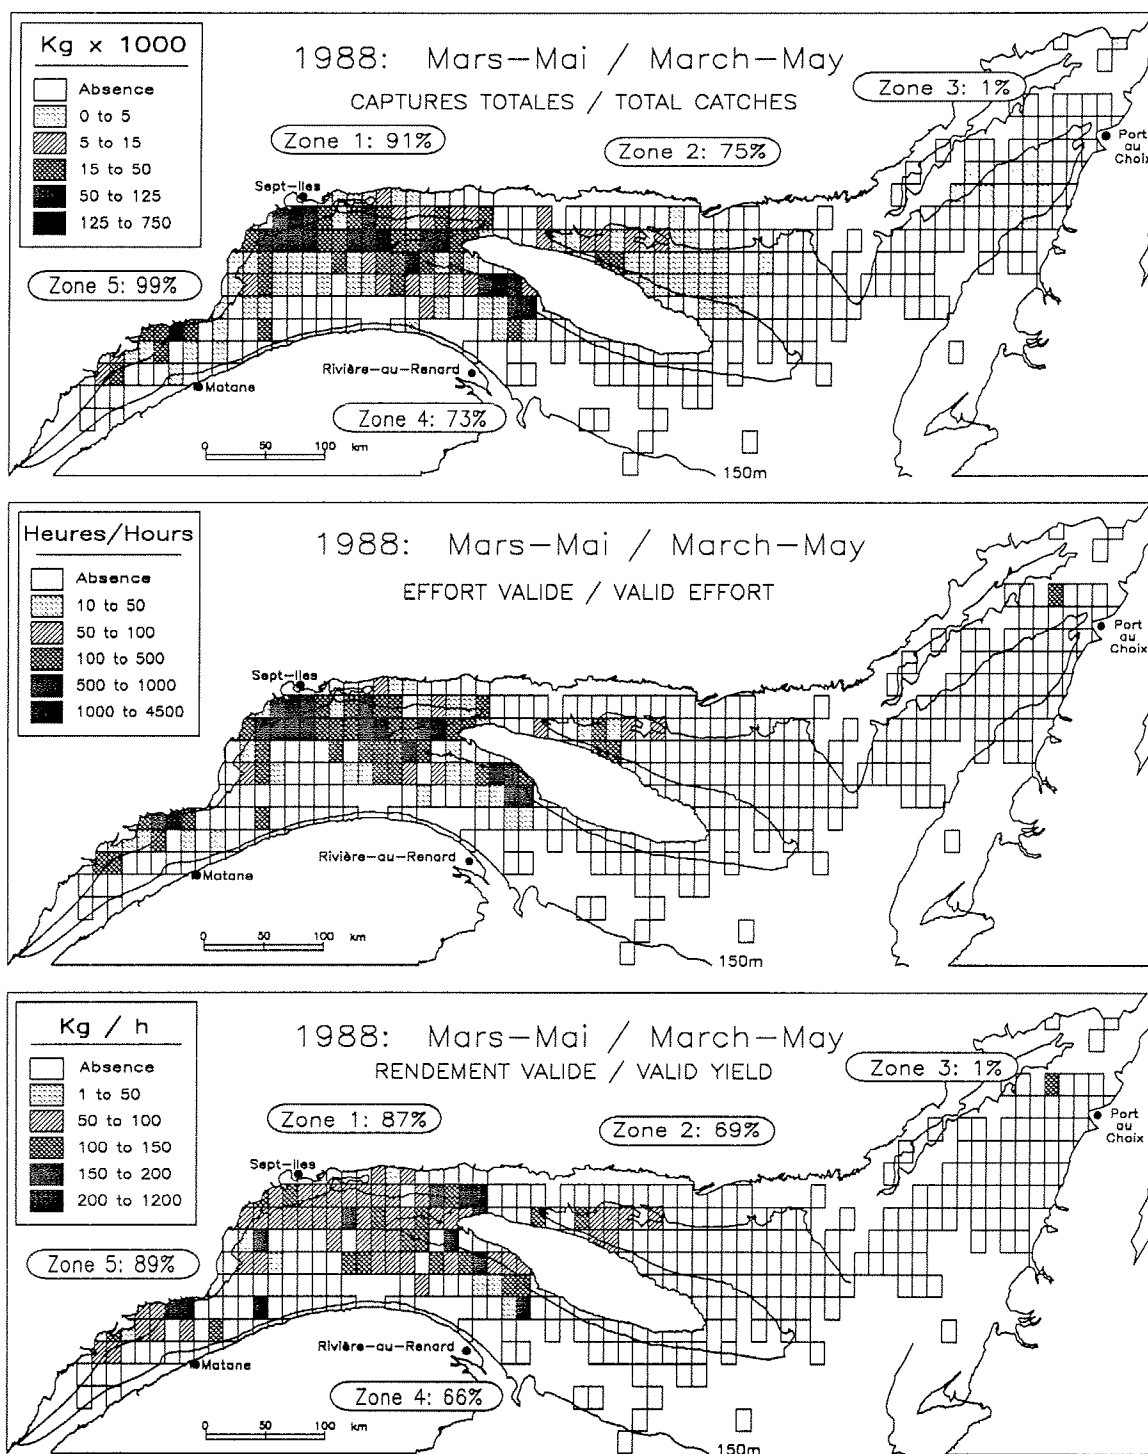 Kg x 1000
Absence
0 to 5
5 to 15
15 to 50
50 to 125
125 to 750
1988: Mars-Mai / March-May
CAPTURES TOTALES / TOTAL CATCHES
Zone 3: 1%
Zone 1: 91%
Zone 2: 75%
Port au Choix
Sept-Iles
Zone 5: 99%
Rivière-au-Renard
Matane
Zone 4: 73%
0 50 100
km
150m
Heures/Hours
Absence
10 to 50
50 to 100
100 to 500
500 to 1000
1000 to 4500
1988: Mars-Mai / March-May
EFFORT VALIDE / VALID EFFORT
Port au Choix
Sept-Iles
Rivière-au-Renard
Matane
0 50 100 km
150m
Kg / h
Absence
1 to 50
50 to 100
100 to 150
150 to 200
200 to 1200
1988: Mars-Mai / March-May
RENDEMENT VALIDE / VALID YIELD
Zone 3: 1%
Zone 1: 87%
Zone 2: 69%
Port au Choix
Sept-Iles
Zone 5: 89%
Rivière-au-Renard
Matane
Zone 4: 66%
0 50 100
km
150m